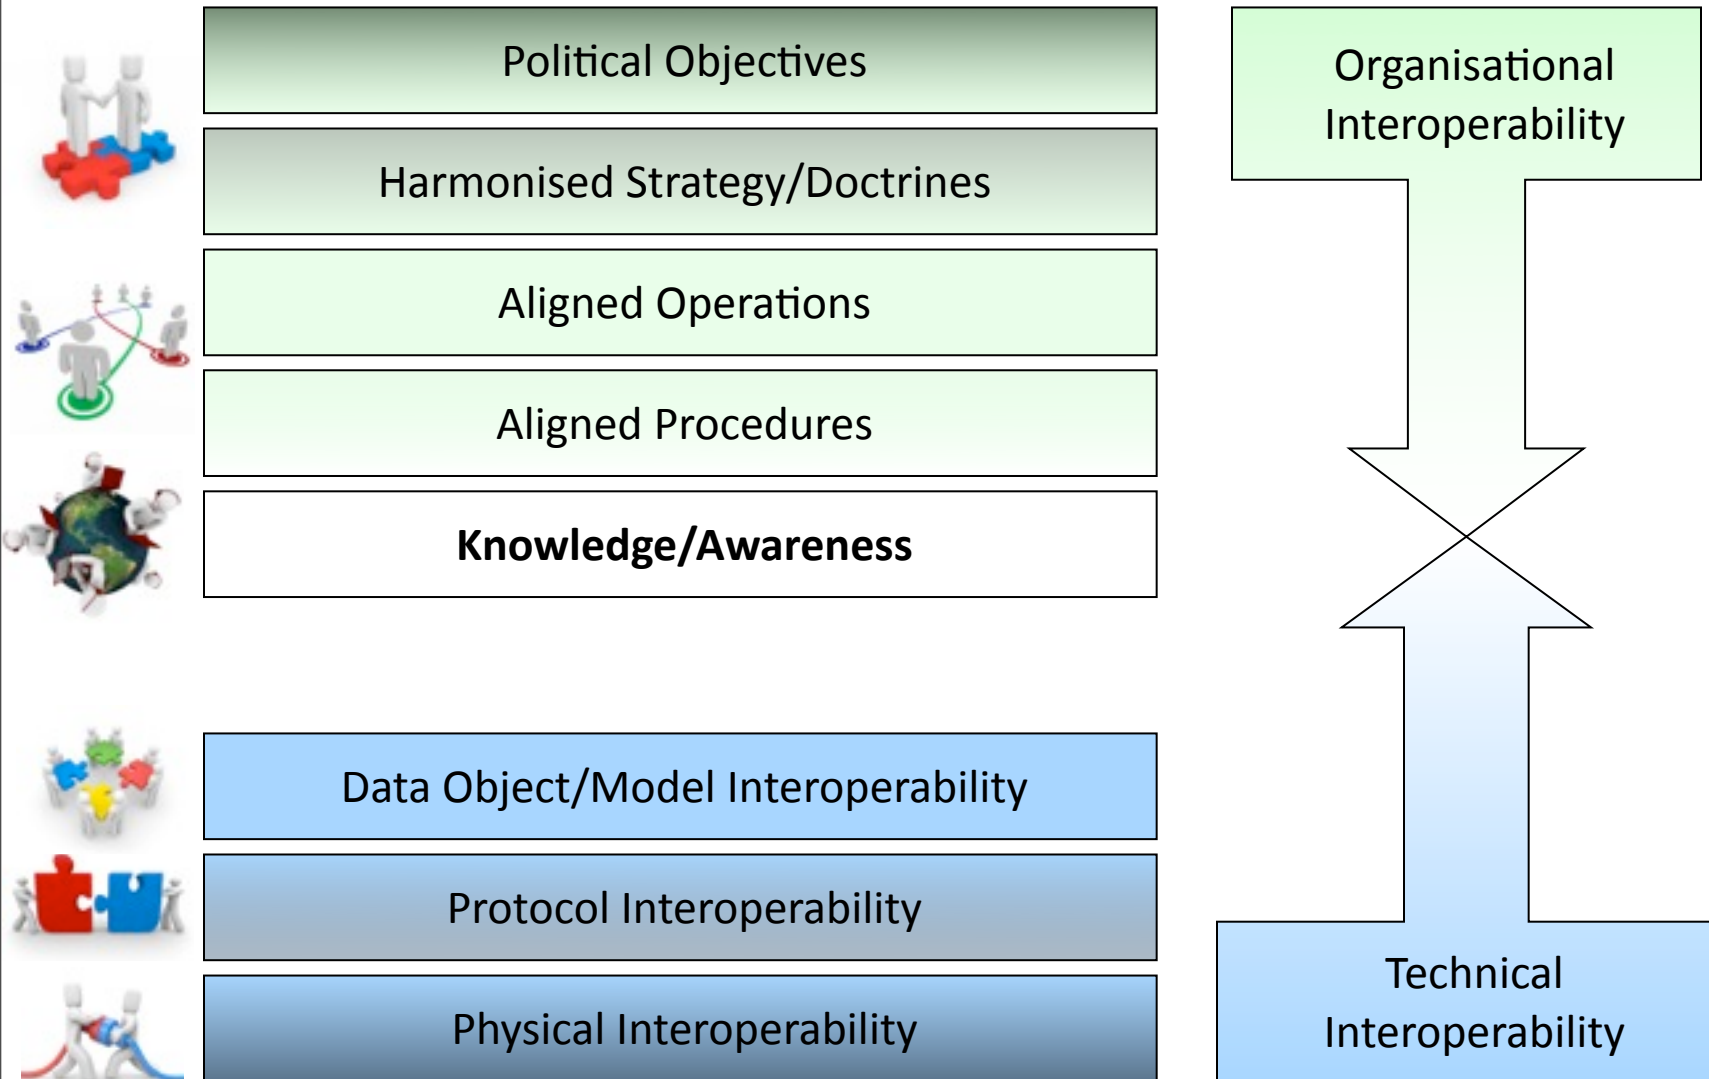 Political Objectives
Harmonised Strategy/Doctrines
Aligned Operations
Aligned Procedures
Knowledge/Awareness
Data Object/Model Interoperability
Protocol Interoperability
Physical Interoperability
Organisational
Interoperability
Technical
Interoperability